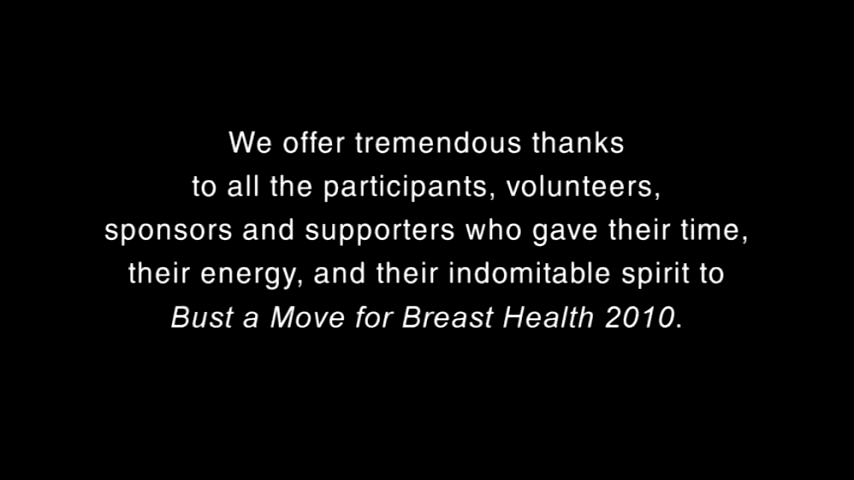 We offer tremendous thanks
to all the participants, volunteers,
sponsors and supporters who gave their time,
their energy, and their indomitable spirit to
Bust a Move for Breast Health 2010.